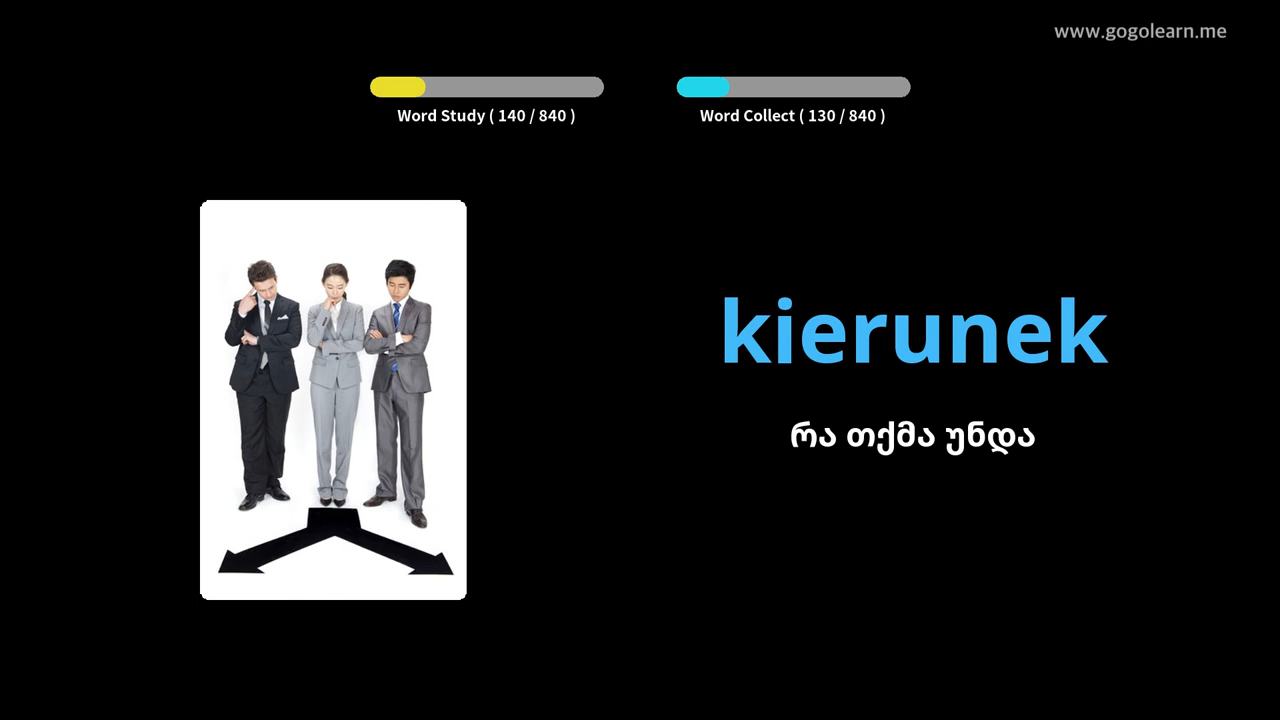 www.gogolearn.me
Word Study ( 140 / 840 )
Word Collect ( 130 / 840 )
kierunek
რა თქმა უნდა